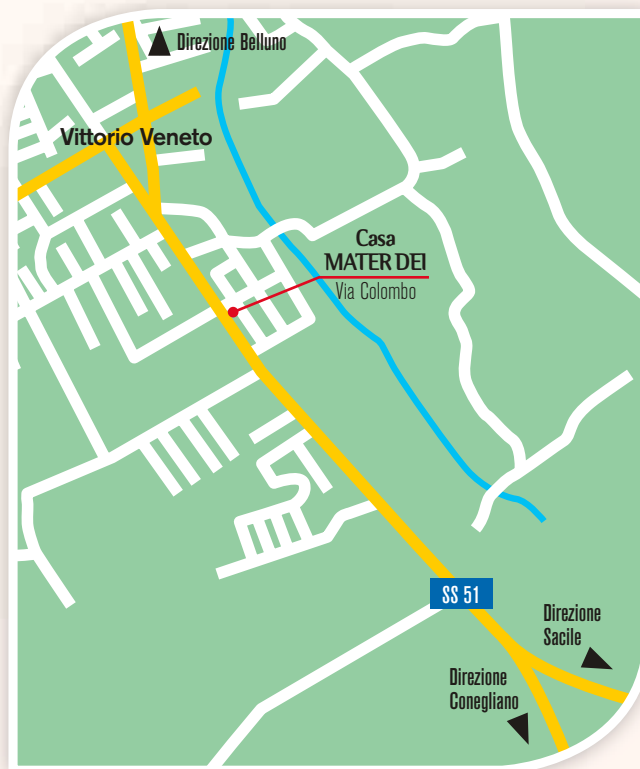 Direzione Belluno
Vittorio Veneto
Casa
MATER DEI
Via Colombo
SS 51
Direzione
Sacile
Direzione
Conegliano